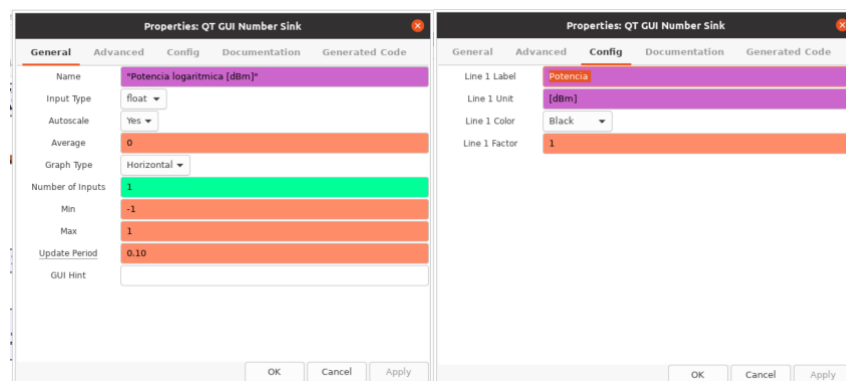 Properties: QT GUI Number Sink
General Advanced Config Documentation Generated Code
Name "Potencia logaritmica [dBm]"
Input Type float
Autoscale Yes
Average 0
Graph Type Horizontal
Number of Inputs 1
Min -1
Max 1
Update Period 0.10
GUI Hint
OK Cancel Apply
Properties: QT GUI Number Sink
General Advanced Config Documentation Generated Code
Line 1 Label Potencia
Line 1 Unit [dBm]
Line 1 Color Black
Line 1 Factor 1
OK Cancel Apply